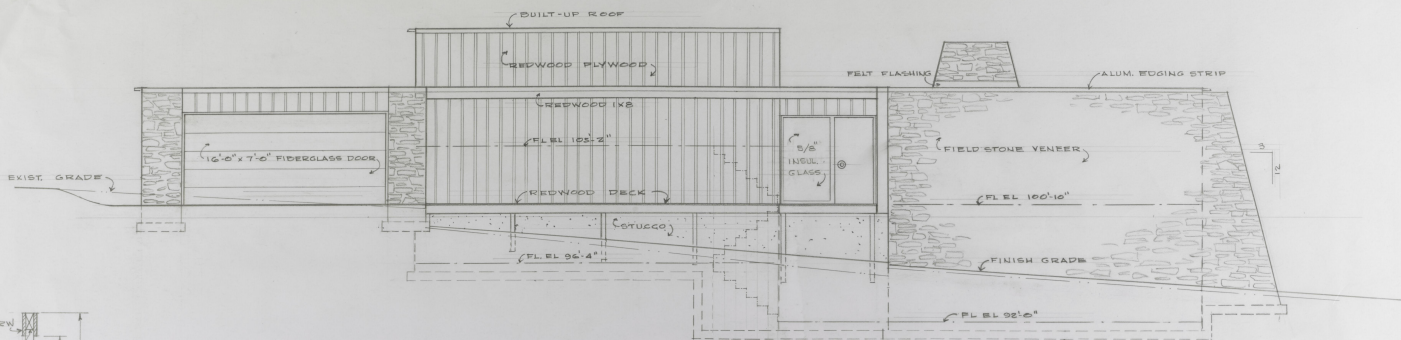 BUILT-UP ROOF
REDWOOD PLYWOOD
FELT FLASHING
ALUM. EDGING STRIP
REDWOOD 1X8
FL EL 103'-2"
16'-0" x 7'-0" FIBERGLASS DOOR
5/8"
INSUL.
GLASS
FIELD STONE VENEER
3
12
EXIST. GRADE
REDWOOD DECK
FL EL 100'-10"
STUCCO
FL EL 96'-4"
FINISH GRADE
FL EL 92'-8"